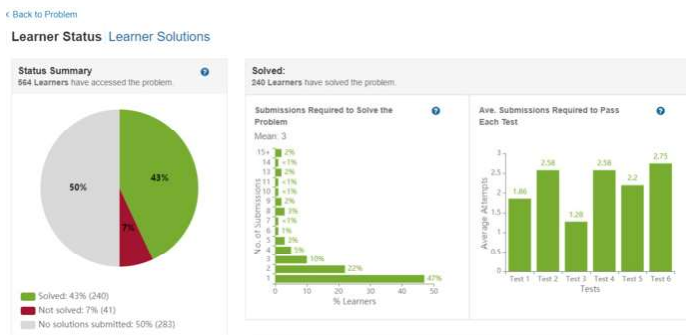 ‹ Back to Problem
Learner Status Learner Solutions
Status Summary
564 Learners have accessed the problem.
50%
43%
7%
Solved: 43% (240)
Not solved: 7% (41)
No solutions submitted: 50% (283)
Solved:
240 Learners have solved the problem.
Submissions Required to Solve the
Problem
Mean: 3
No. of Submissions
15+ 2%
14 <1%
13 2%
11 <1%
10 <1%
9 2%
8 3%
7 <1%
6 1%
5 3%
4 5%
3 10%
2 22%
1 47%
0 10 20 30 40 50
% Learners
Ave. Submissions Required to Pass
Each Test
Average Attempts
3
2.5
2
1.5
1
0.5
0
1.86 2.58 1.28 2.58 2.2 2.75
Test 1 Test 2 Test 3 Test 4 Test 5 Test 6
Tests